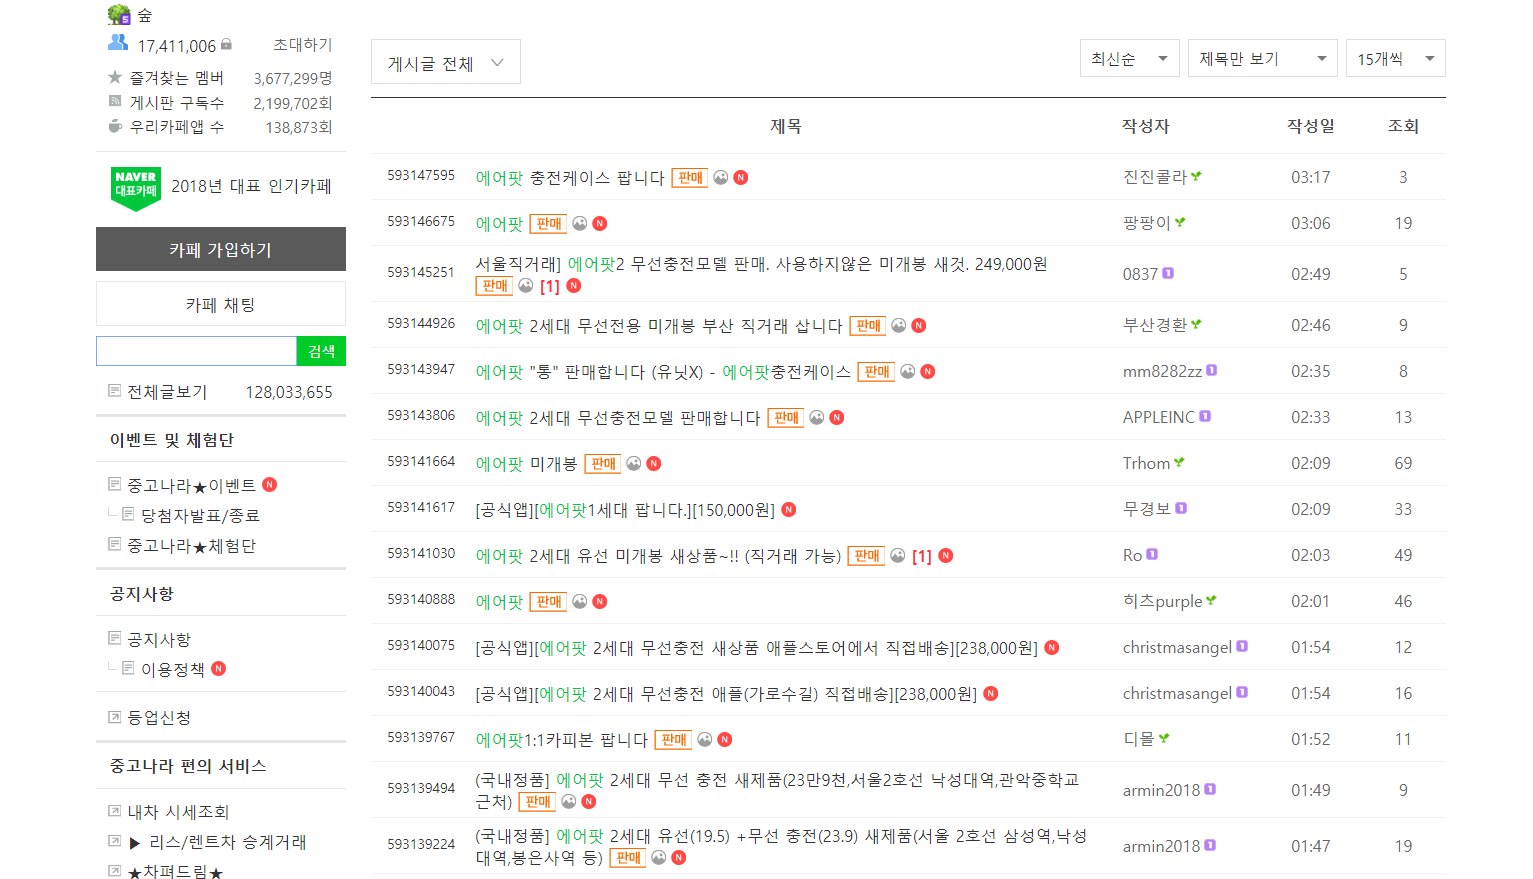 숲
17,411,006 초대하기
즐겨찾는 멤버 3,677,299명
게시판 구독수 2,199,702회
우리카페앱 수 138,873회
NAVER
대표카페
2018년 대표 인기카페
카페 가입하기
카페 채팅
검색
전체글보기 128,033,655
이벤트 및 체험단
중고나라★이벤트 N
당첨자발표/종료
중고나라★체험단
공지사항
공지사항
이용정책 N
등업신청
중고나라 편의 서비스
내차 시세조회
▶ 리스/렌트차 승계거래
★차펴드림★
게시글 전체 최신순 제목만 보기 15개씩
제목 작성자 작성일 조회
593147595 에어팟 충전케이스 팝니다 판매 N 진진콜라 03:17 3
593146675 에어팟 판매 N 팡팡이 03:06 19
593145251 서울직거래] 에어팟2 무선충전모델 판매. 사용하지않은 미개봉 새것. 249,000원
판매 [1] N 0837 1 02:49 5
593144926 에어팟 2세대 무선전용 미개봉 부산 직거래 삽니다 판매 N 부산경환 02:46 9
593143947 에어팟 "통" 판매합니다 (유닛X) - 에어팟충전케이스 판매 N mm8282zz 1 02:35 8
593143806 에어팟 2세대 무선충전모델 판매합니다 판매 N APPLEINC 1 02:33 13
593141664 에어팟 미개봉 판매 N Trhom 02:09 69
593141617 [공식앱][에어팟1세대 팝니다.][150,000원] N 무경보 1 02:09 33
593141030 에어팟 2세대 유선 미개봉 새상품~!! (직거래 가능) 판매 [1] N Ro 1 02:03 49
593140888 에어팟 판매 N 히츠purple 02:01 46
593140075 [공식앱][에어팟 2세대 무선충전 새상품 애플스토어에서 직접배송][238,000원] N christmasangel 1 01:54 12
593140043 [공식앱][에어팟 2세대 무선충전 애플(가로수길) 직접배송][238,000원] N christmasangel 1 01:54 16
593139767 에어팟1:1카피본 팝니다 판매 N 디몰 01:52 11
593139494 (국내정품] 에어팟 2세대 무선 충전 새제품(23만9천,서울2호선 낙성대역,관악중학교
근처) 판매 N armin2018 1 01:49 9
593139224 (국내정품] 에어팟 2세대 유선(19.5) +무선 충전(23.9) 새제품(서울 2호선 삼성역,낙성
대역,봉은사역 등) 판매 N armin2018 1 01:47 19